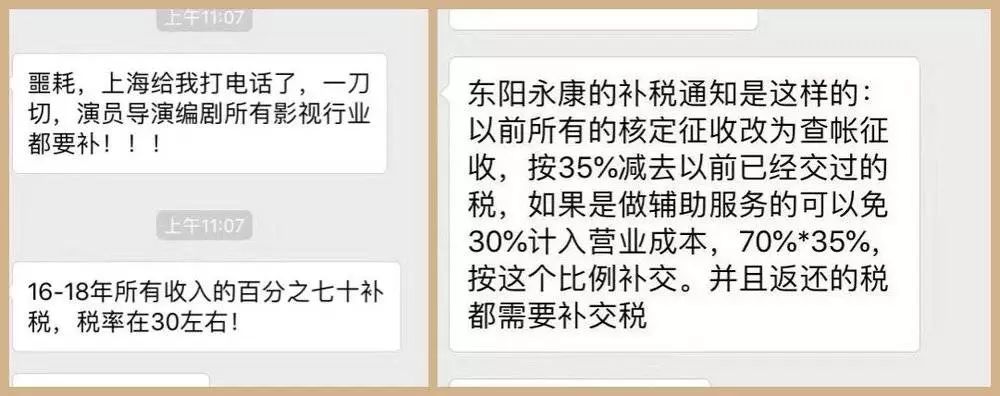 上午11:07
噩耗，上海给我打电话了，一刀
切，演员导演编剧所有影视行业
都要补！！！
上午11:07
16-18年所有收入的百分之七十补
税，税率在30左右！
东阳永康的补税通知是这样的：
以前所有的核定征收改为查帐征
收，按35%减去以前已经交过的
税，如果是做辅助服务的可以免
30%计入营业成本，70%*35%，
按这个比例补交。并且返还的税
都需要补交税